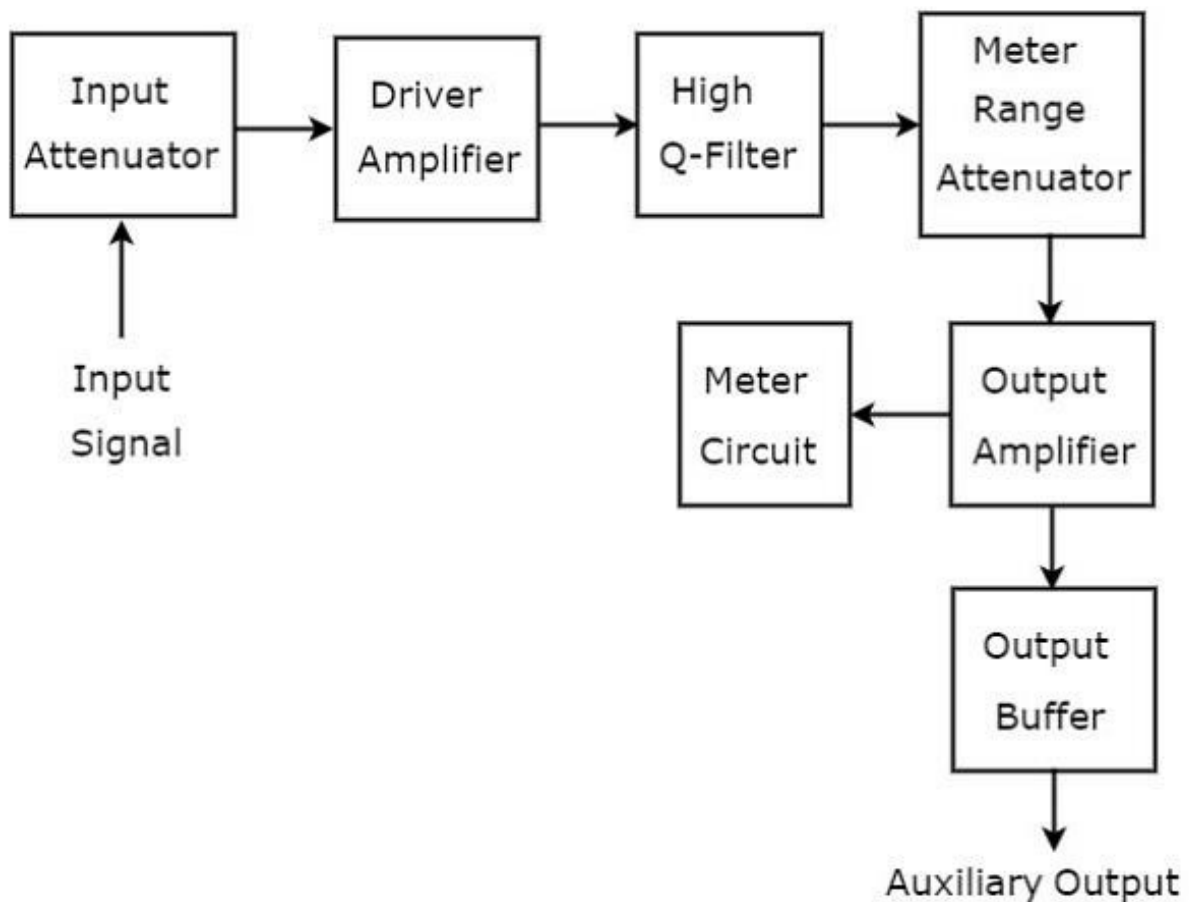 Input
Attenuator
Driver
Amplifier
High
Q-Filter
Meter
Range
Attenuator
Input
Signal
Meter
Circuit
Output
Amplifier
Output
Buffer
Auxiliary Output